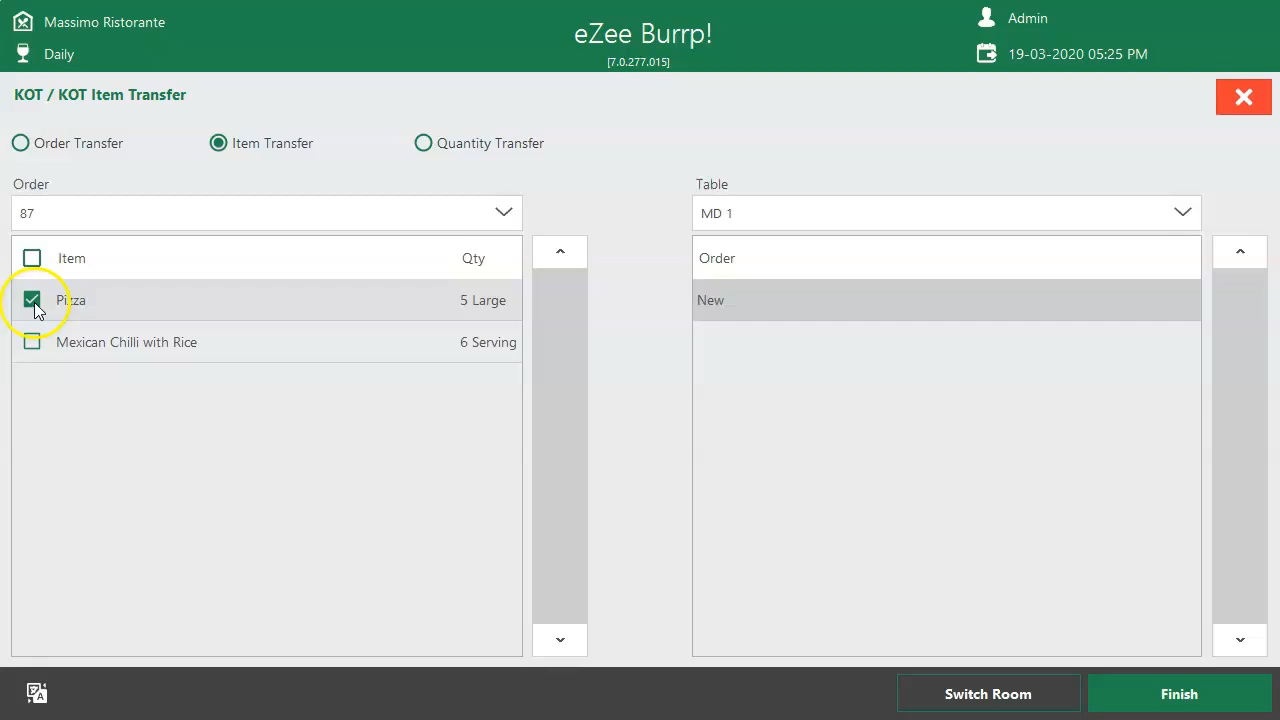 Massimo Ristorante
Daily
eZee Burrp!
[7.0.277.015]
Admin
19-03-2020 05:25 PM
KOT / KOT Item Transfer
Order Transfer
Item Transfer
Quantity Transfer
Order
87
Table
MD 1
Item Qty
Pizza 5 Large
Mexican Chilli with Rice 6 Serving
Order
New
Switch Room
Finish